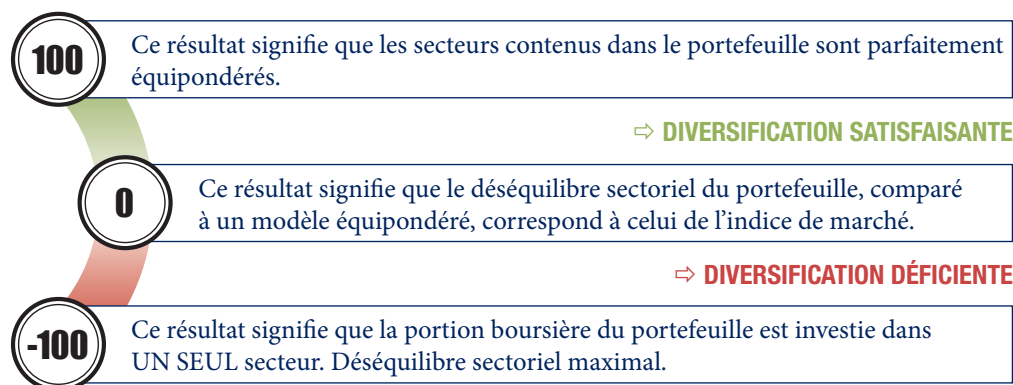 100
Ce résultat signifie que les secteurs contenus dans le portefeuille sont parfaitement
équipondérés.
⇨ DIVERSIFICATION SATISFAISANTE
0
Ce résultat signifie que le déséquilibre sectoriel du portefeuille, comparé
à un modèle équipondéré, correspond à celui de l’indice de marché.
⇨ DIVERSIFICATION DÉFICIENTE
-100
Ce résultat signifie que la portion boursière du portefeuille est investie dans
UN SEUL secteur. Déséquilibre sectoriel maximal.